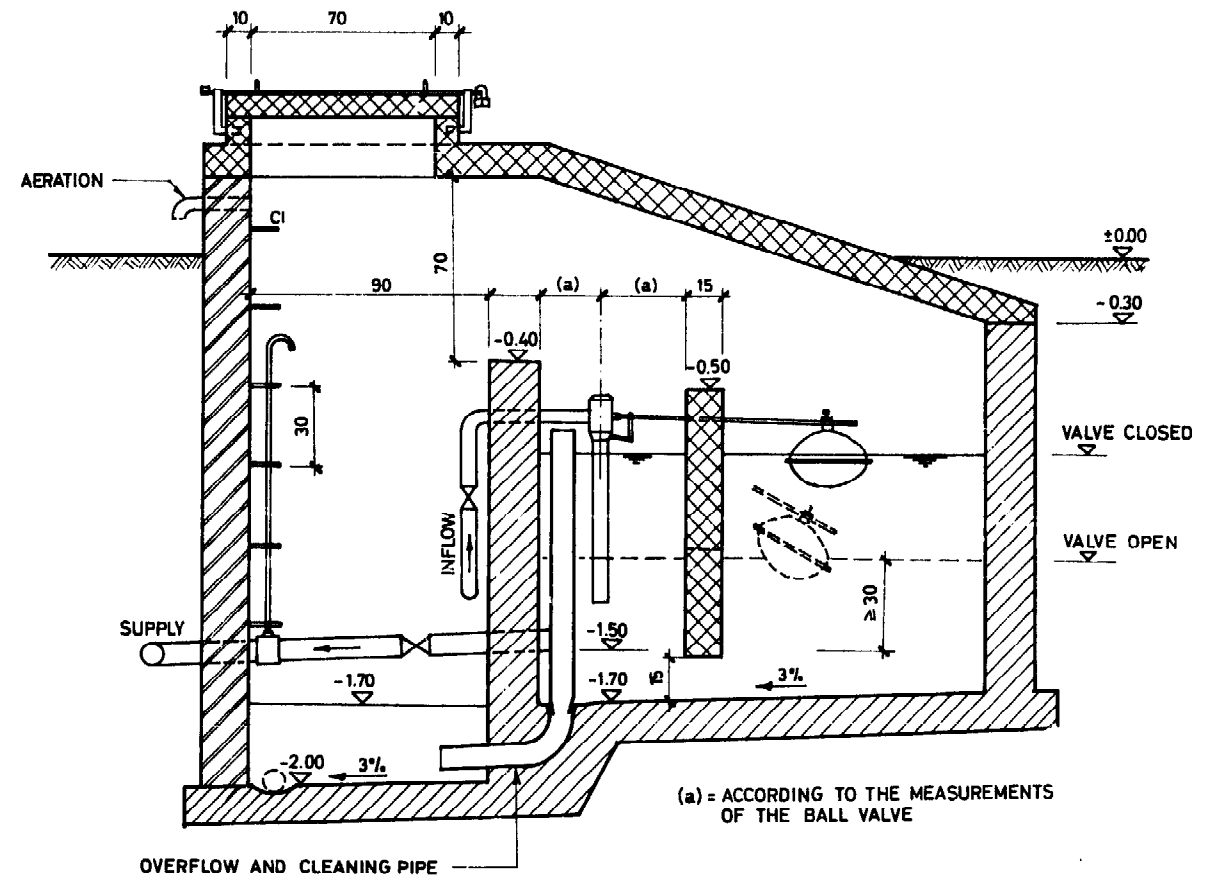 10 70 10
AERATION
CI
±0.00
70
90 (a) (a) 15
-0.30
-0.40
-0.50
30
VALVE CLOSED
INFLOW
VALVE OPEN
≥30
SUPPLY
-1.50
15
-1.70
-1.70
3%
-2.00
3%
(a) = ACCORDING TO THE MEASUREMENTS
OF THE BALL VALVE
OVERFLOW AND CLEANING PIPE